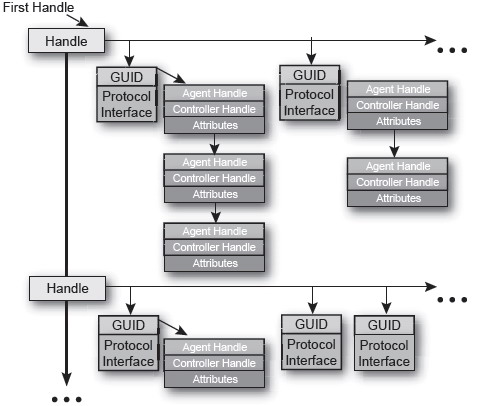 First Handle
Handle
...
GUID
Protocol
Interface
Agent Handle
Controller Handle
Attributes
Agent Handle
Controller Handle
Attributes
Agent Handle
Controller Handle
Attributes
GUID
Protocol
Interface
Agent Handle
Controller Handle
Attributes
Agent Handle
Controller Handle
Attributes
Handle
...
GUID
Protocol
Interface
Agent Handle
Controller Handle
Attributes
GUID
Protocol
Interface
GUID
Protocol
Interface
...